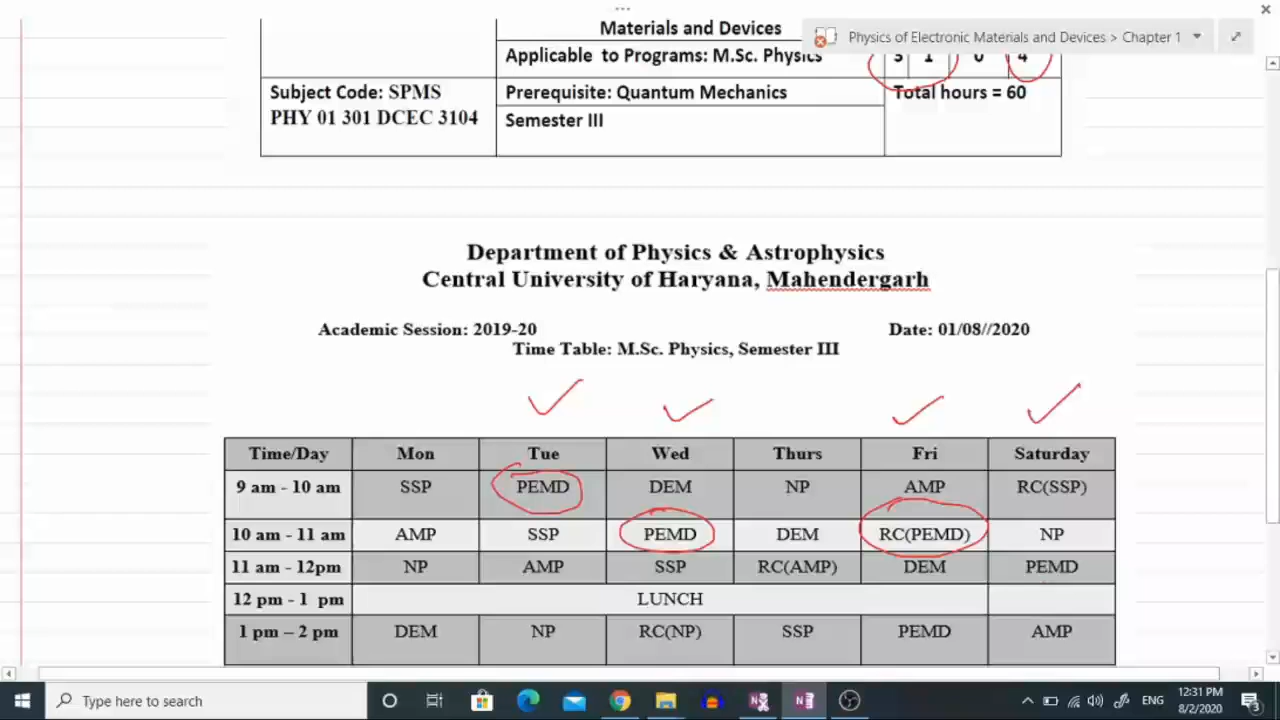 Materials and Devices
Physics of Electronic Materials and Devices > Chapter 1
Applicable to Programs: M.Sc. Physics 3 1 0 4
Subject Code: SPMS PHY 01 301 DCEC 3104
Prerequisite: Quantum Mechanics
Total hours = 60
Semester III
Department of Physics & Astrophysics
Central University of Haryana, Mahendergarh
Academic Session: 2019-20 Date: 01/08//2020
Time Table: M.Sc. Physics, Semester III
Time/Day Mon Tue Wed Thurs Fri Saturday
9 am - 10 am SSP PEMD DEM NP AMP RC(SSP)
10 am - 11 am AMP SSP PEMD DEM RC(PEMD) NP
11 am - 12pm NP AMP SSP RC(AMP) DEM PEMD
12 pm - 1 pm LUNCH
1 pm – 2 pm DEM NP RC(NP) SSP PEMD AMP
Type here to search
ENG
12:31 PM
8/2/2020
3